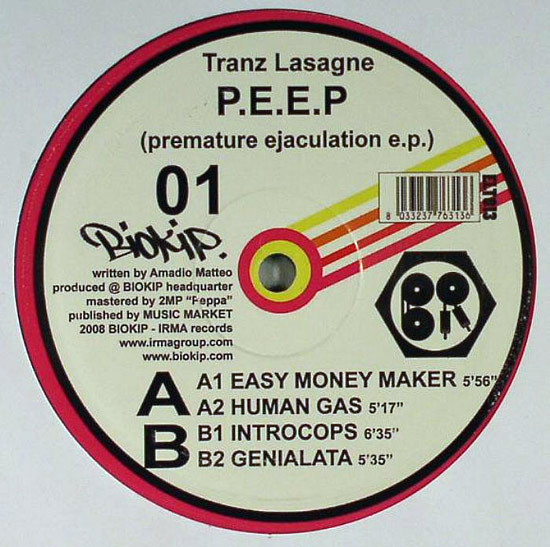 Tranz Lasagne
P.E.E.P
(premature ejaculation e.p.)
01
BIOKIP.
8 033237 763136
written by Amadio Matteo
produced @ BIOKIP headquarter
mastered by 2MP "Peppa"
published by MUSIC MARKET
2008 BIOKIP - IRMA records
www.irmagroup.com
www.biokip.com
A
A1 EASY MONEY MAKER 5'56"
A2 HUMAN GAS 5'17"
B
B1 INTROCOPS 6'35"
B2 GENIALATA 5'35"